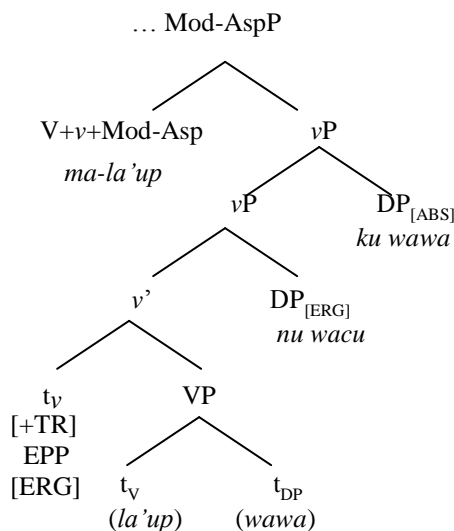 … Mod-AspP
V+v+Mod-Asp vP
ma-la’up
vP DP[ABS]
ku wawa
v’ DP[ERG]
nu wacu
tv VP
[+TR]
EPP
[ERG] tV tDP
(la’up) (wawa)